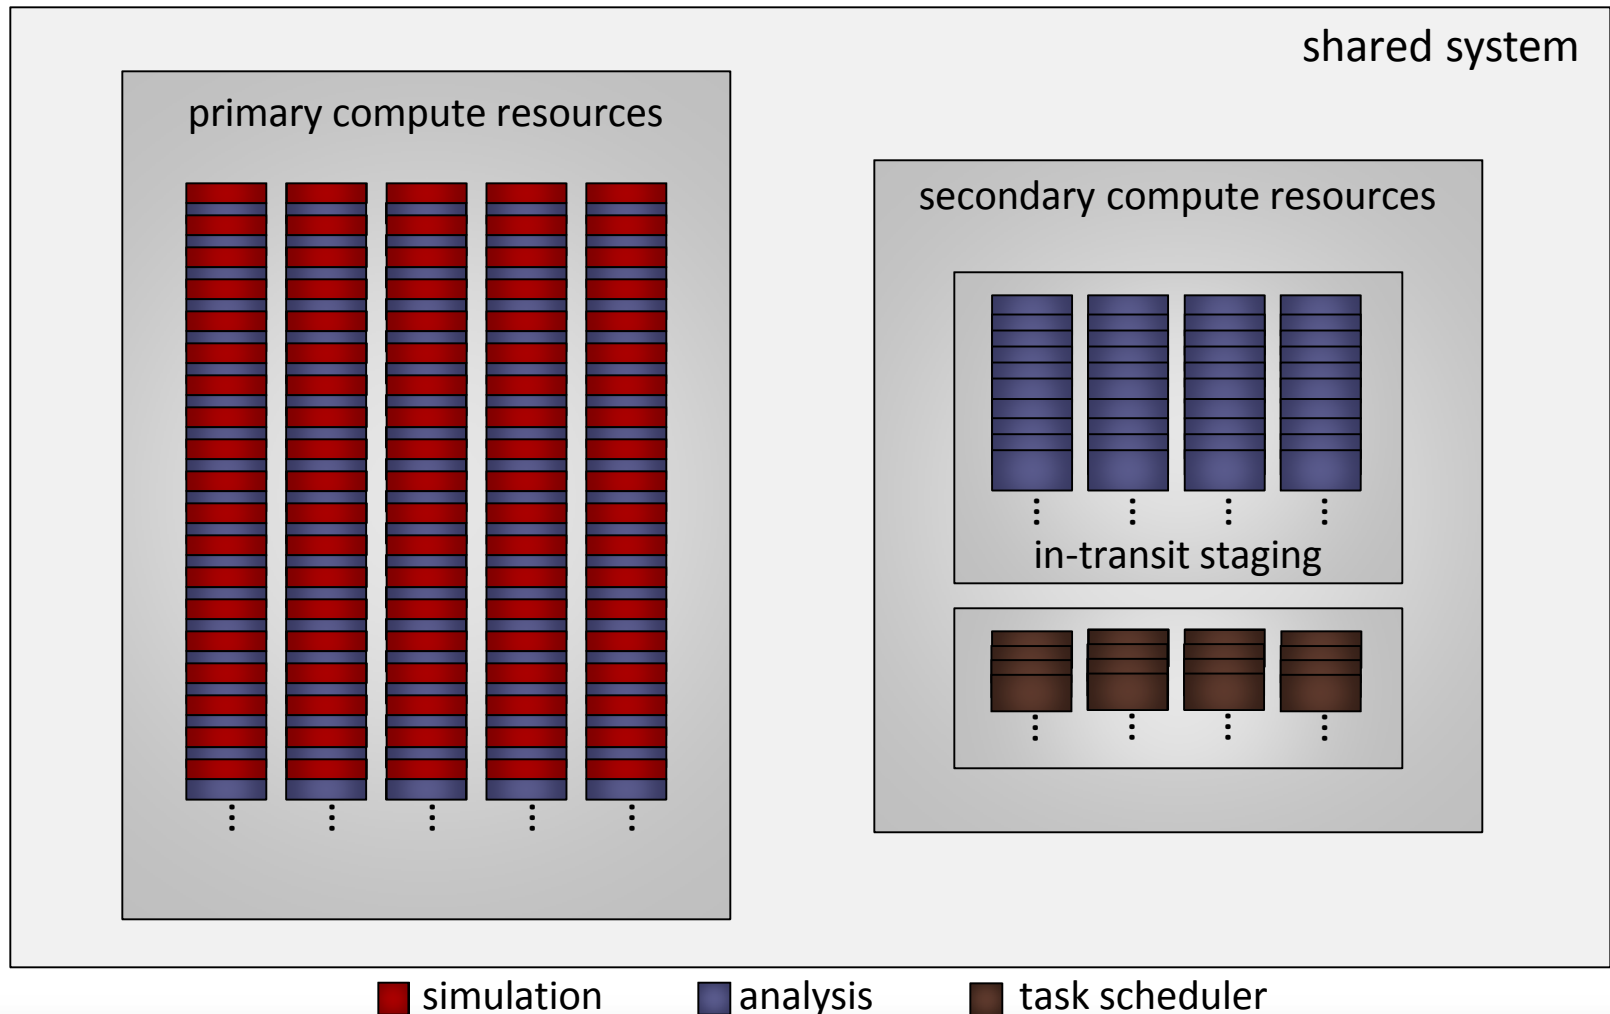 shared system
primary compute resources
secondary compute resources
in-transit staging
simulation
analysis
task scheduler